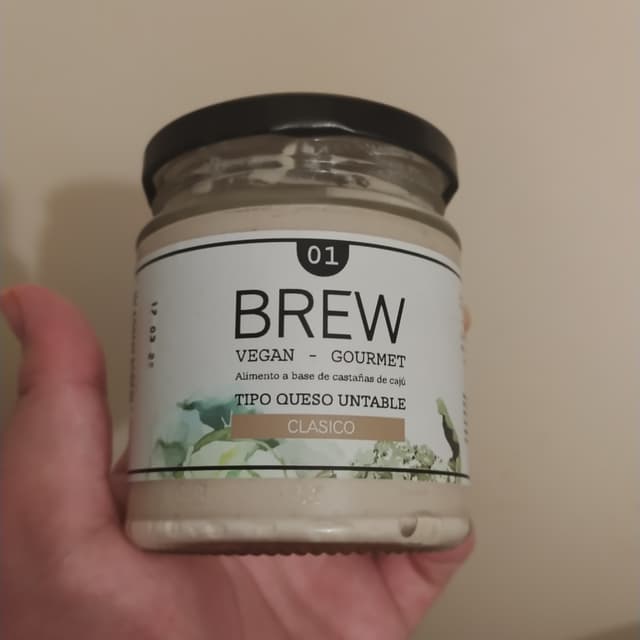 01
BREW
VEGAN - GOURMET
Alimento a base de castañas de cajú
TIPO QUESO UNTABLE
CLASICO